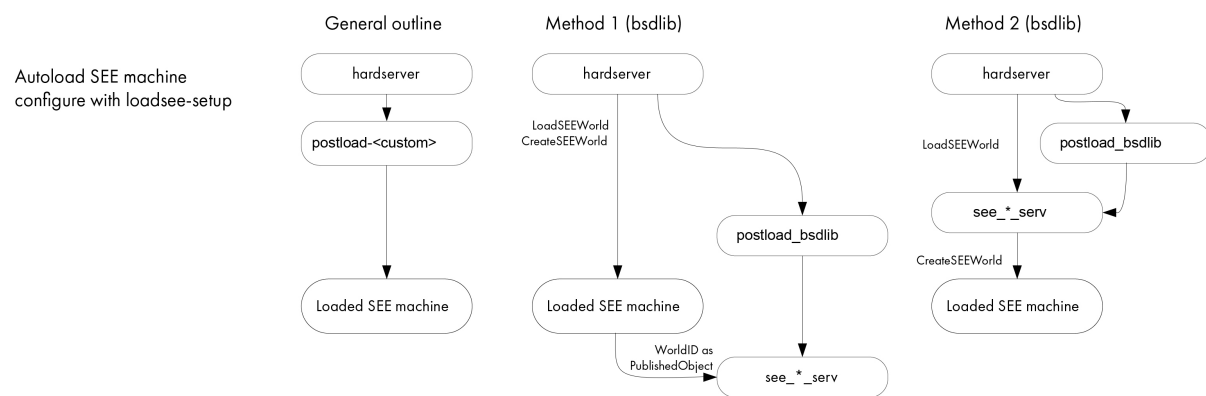 General outline
Method 1 (bsdlib)
Method 2 (bsdlib)
Autoload SEE machine
configure with loadsee-setup
hardserver
postload-<custom>
Loaded SEE machine
hardserver
LoadSEEWorld
CreateSEEWorld
postload_bsdlib
Loaded SEE machine
WorldID as
PublishedObject
see_*_serv
hardserver
LoadSEEWorld
postload_bsdlib
see_*_serv
CreateSEEWorld
Loaded SEE machine